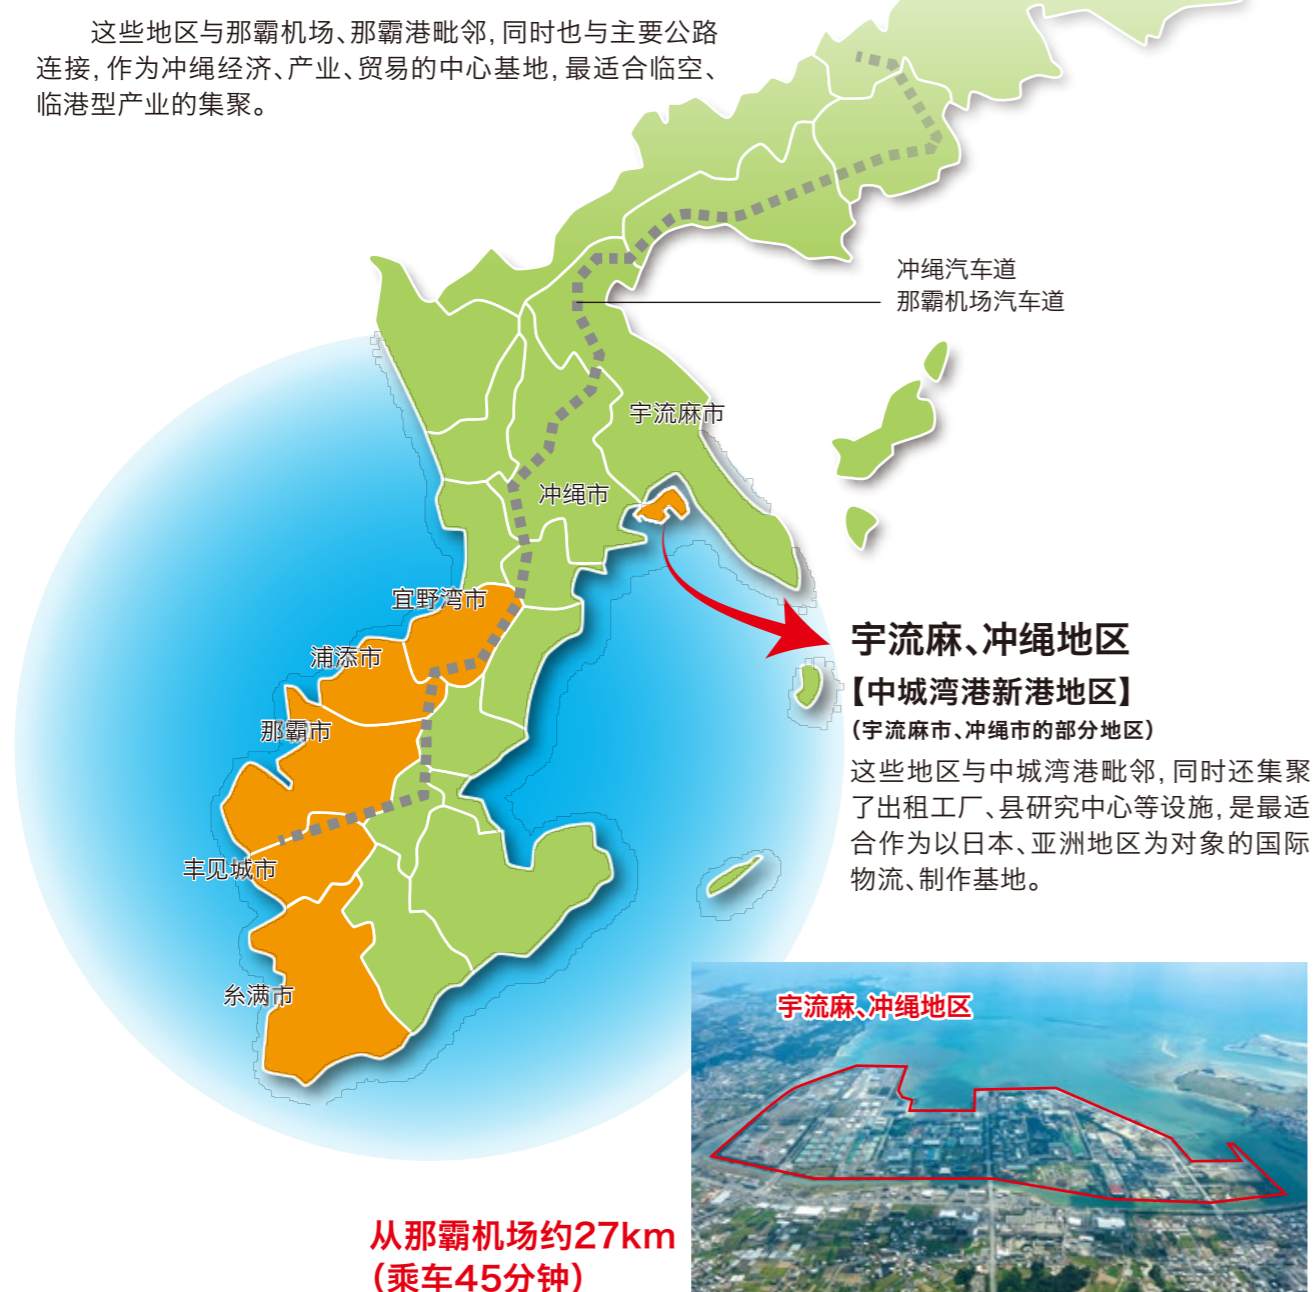 这些地区与那霸机场、那霸港毗邻, 同时也与主要公路
连接, 作为冲绳经济、产业、贸易的中心基地, 最适合临空、
临港型产业的集聚。
冲绳汽车道
那霸机场汽车道
宇流麻市
冲绳市
宜野湾市
浦添市
那霸市
丰见城市
糸满市
宇流麻、冲绳地区
【中城湾港新港地区】
(宇流麻市、冲绳市的部分地区)
这些地区与中城湾港毗邻, 同时还集聚
了出租工厂、县研究中心等设施, 是最适
合作为以日本、亚洲地区为对象的国际
物流、制作基地。
宇流麻、冲绳地区
从那霸机场约27km
(乘车45分钟)